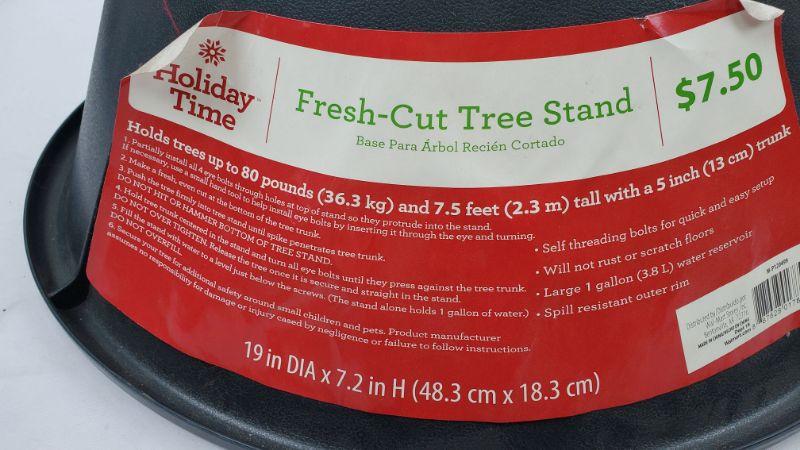 Holiday
Time™
Fresh-Cut Tree Stand
Base Para Árbol Recién Cortado
$7.50
Holds trees up to 80 pounds (36.3 kg) and 7.5 feet (2.3 m) tall with a 5 inch (13 cm) trunk
1. Partially install all 4 eye bolts through holes at top of stand so they protrude into the stand.
If necessary, use a small hand tool to help install eye bolts by inserting it through the eye and turning.
2. Make a fresh, even cut at the bottom of the tree trunk.
3. Push the tree firmly into tree stand until spike penetrates tree trunk.
DO NOT HIT OR HAMMER BOTTOM OF TREE STAND.
4. Hold tree trunk centered in the stand and turn all eye bolts until they press against the tree trunk.
DO NOT OVER TIGHTEN. Release the tree once it is secure and straight in the stand.
5. Fill the stand with water to a level just below the screws. (The stand alone holds 1 gallon of water.)
DO NOT OVERFILL.
6. Secure your tree for additional safety around small children and pets. Product manufacturer
assumes no responsibility for damage or injury cased by negligence or failure to follow instructions.
• Self threading bolts for quick and easy setup
• Will not rust or scratch floors
• Large 1 gallon (3.8 L) water reservoir
• Spill resistant outer rim
19 in DIA x 7.2 in H (48.3 cm x 18.3 cm)
Distributed by
Wal-Mart Stores, Inc.
Bentonville, AR
Walmart.com